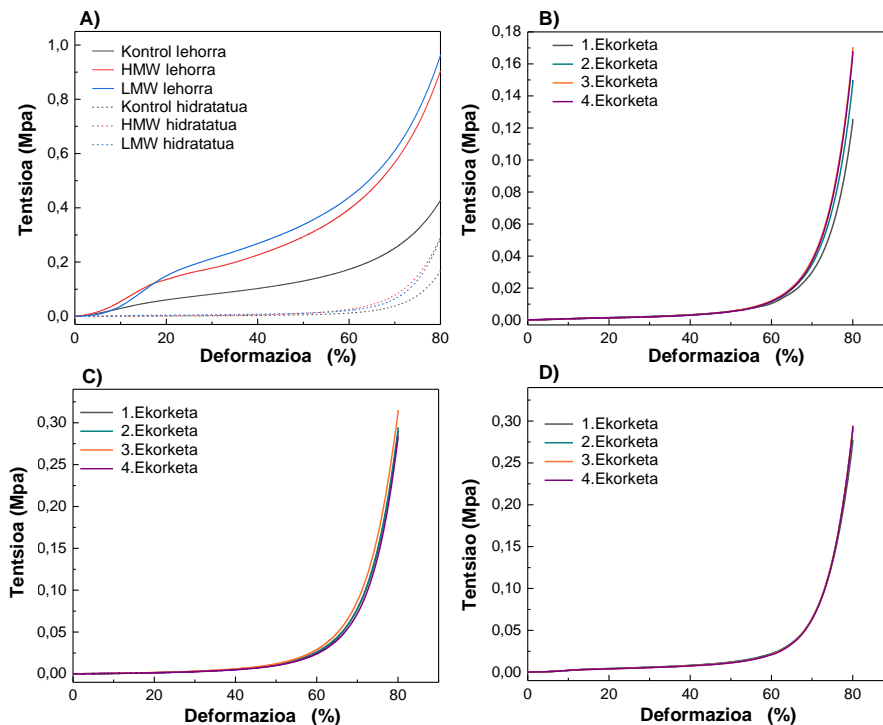 A)
1,0
0,8
0,6
0,4
0,2
0,0
Tentsioa (Mpa)
Kontrol lehorra
HMW lehorra
LMW lehorra
Kontrol hidratatua
HMW hidratatua
LMW hidratatua
0 20 40 60 80
Deformazioa (%)
B)
0,18
0,16
0,14
0,12
0,10
0,08
0,06
0,04
0,02
0,00
Tentsioa (Mpa)
1.Ekorketa
2.Ekorketa
3.Ekorketa
4.Ekorketa
0 20 40 60 80
Deformazioa (%)
C)
0,30
0,25
0,20
0,15
0,10
0,05
0,00
Tentsioa (Mpa)
1.Ekorketa
2.Ekorketa
3.Ekorketa
4.Ekorketa
0 20 40 60 80
Deformazioa (%)
D)
0,30
0,25
0,20
0,15
0,10
0,05
0,00
Tentsiao (Mpa)
1.Ekorketa
2.Ekorketa
3.Ekorketa
4.Ekorketa
0 20 40 60 80
Deformazioa (%)